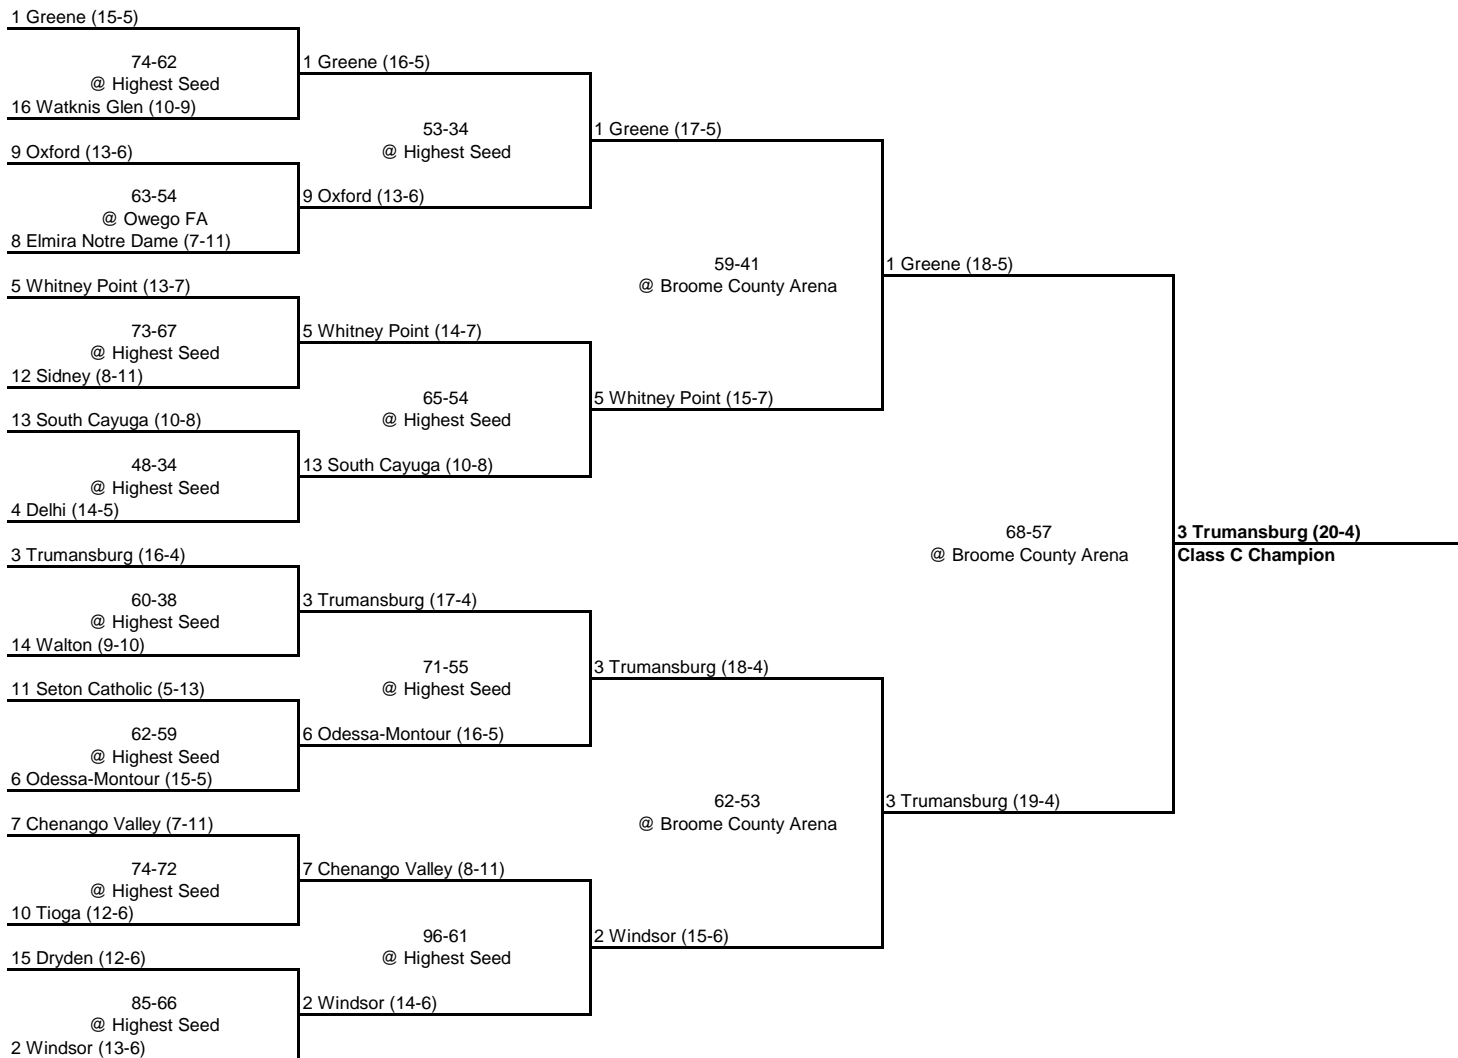 1 Greene (15-5)
74-62
@ Highest Seed
16 Watknis Glen (10-9)
9 Oxford (13-6)
63-54
@ Owego FA
8 Elmira Notre Dame (7-11)
5 Whitney Point (13-7)
73-67
@ Highest Seed
12 Sidney (8-11)
13 South Cayuga (10-8)
48-34
@ Highest Seed
4 Delhi (14-5)
3 Trumansburg (16-4)
60-38
@ Highest Seed
14 Walton (9-10)
11 Seton Catholic (5-13)
62-59
@ Highest Seed
6 Odessa-Montour (15-5)
7 Chenango Valley (7-11)
74-72
@ Highest Seed
10 Tioga (12-6)
15 Dryden (12-6)
85-66
@ Highest Seed
2 Windsor (13-6)
1 Greene (16-5)
53-34
@ Highest Seed
9 Oxford (13-6)
5 Whitney Point (14-7)
65-54
@ Highest Seed
13 South Cayuga (10-8)
3 Trumansburg (17-4)
71-55
@ Highest Seed
6 Odessa-Montour (16-5)
7 Chenango Valley (8-11)
96-61
@ Highest Seed
2 Windsor (14-6)
1 Greene (17-5)
59-41
@ Broome County Arena
5 Whitney Point (15-7)
3 Trumansburg (18-4)
62-53
@ Broome County Arena
2 Windsor (15-6)
1 Greene (18-5)
68-57
@ Broome County Arena
3 Trumansburg (19-4)
3 Trumansburg (20-4)
Class C Champion